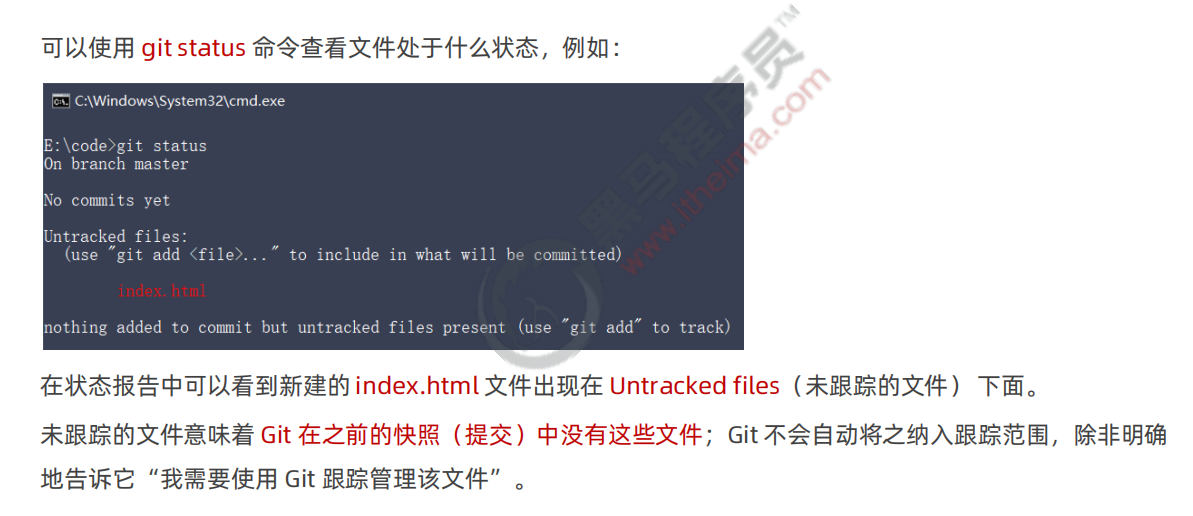 可以使用 git status 命令查看文件处于什么状态，例如：
C:\Windows\System32\cmd.exe
E:\code>git status
On branch master
No commits yet
Untracked files:
(use "git add <file>..." to include in what will be committed)
index.html
nothing added to commit but untracked files present (use "git add" to track)
黑马程序员™
www.itheima.com
在状态报告中可以看到新建的 index.html 文件出现在 Untracked files（未跟踪的文件） 下面。
未跟踪的文件意味着 Git 在之前的快照（提交）中没有这些文件；Git 不会自动将之纳入跟踪范围，除非明确
地告诉它“我需要使用 Git 跟踪管理该文件”。